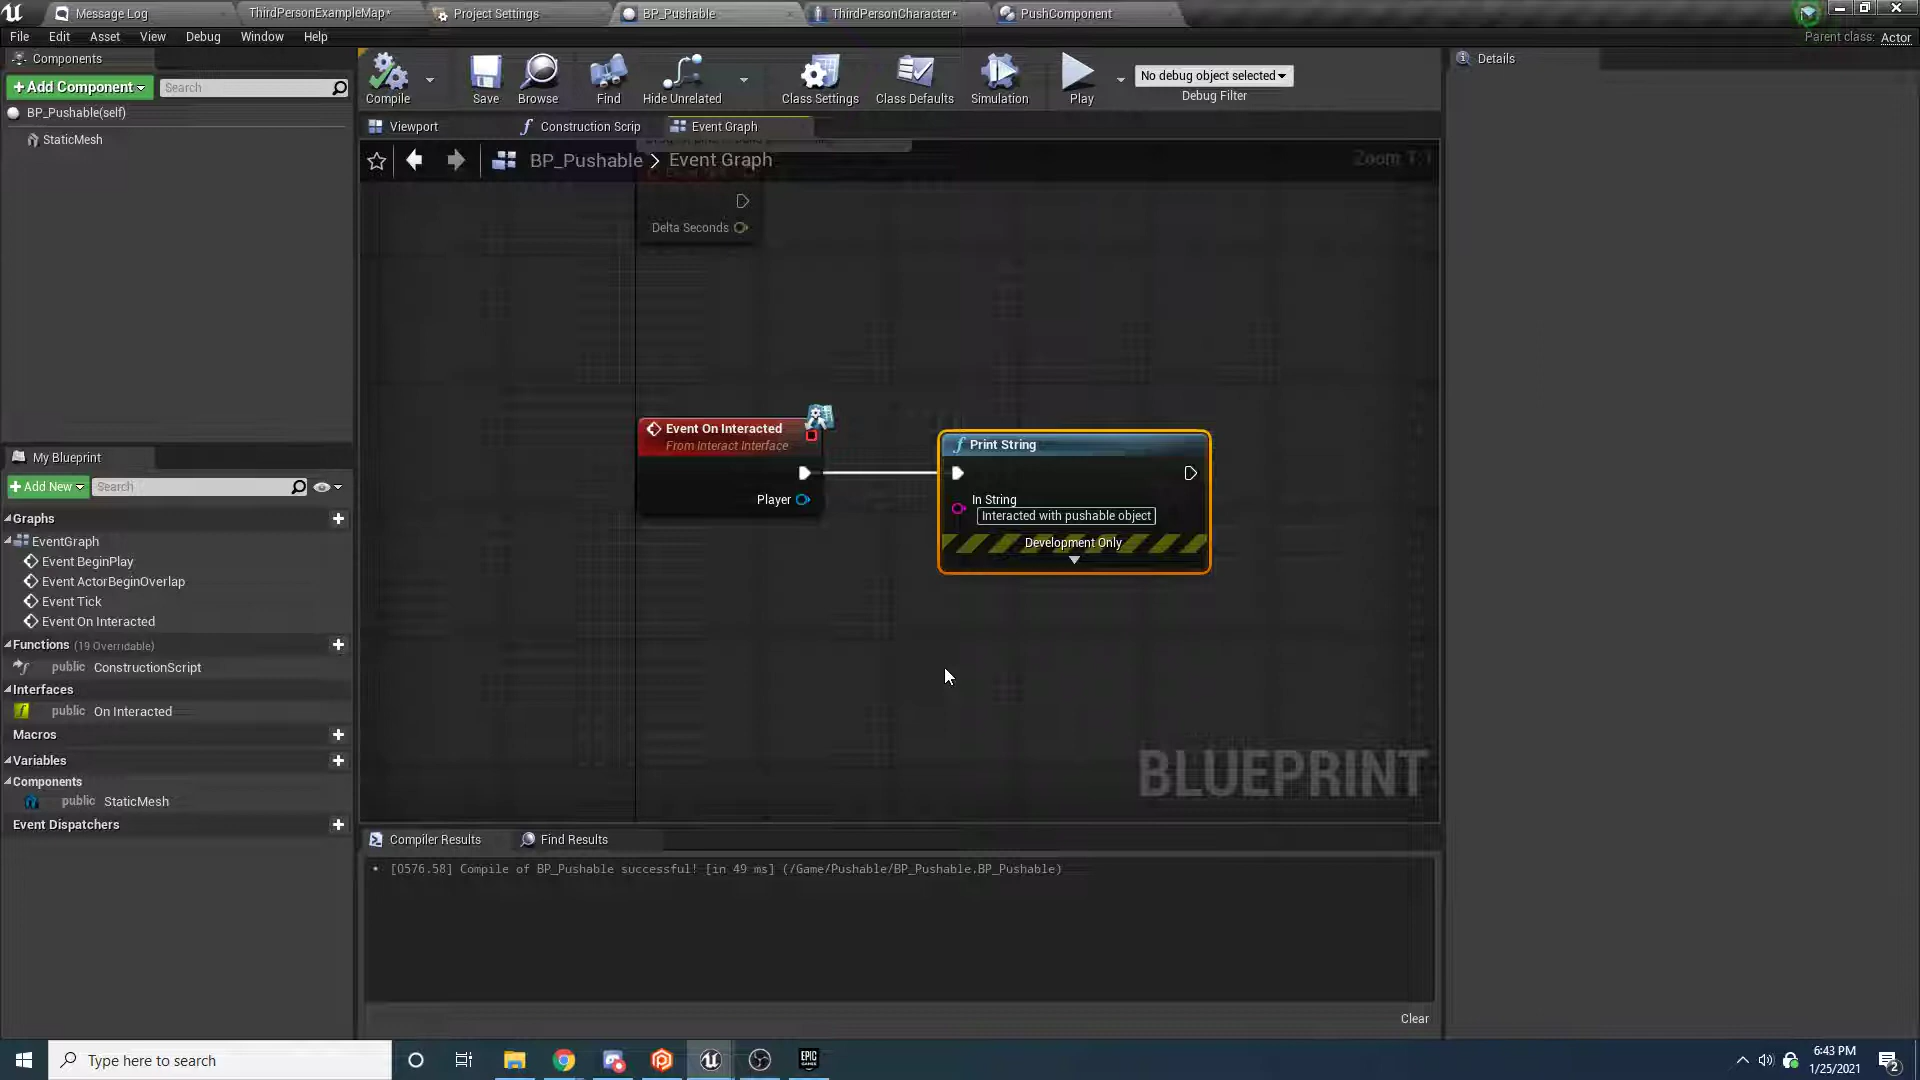 Message Log
ThirdPersonExampleMap*
Project Settings
BP_Pushable
ThirdPersonCharacter*
PushComponent
File Edit Asset View Debug Window Help
Parent class: Actor
Components
+Add Component
Search
BP_Pushable(self)
StaticMesh
Compile
Save
Browse
Find
Hide Unrelated
Class Settings
Class Defaults
Simulation
Play
No debug object selected
Debug Filter
Details
Viewport
Construction Scrip
Event Graph
BP_Pushable > Event Graph
Delta Seconds
Event On Interacted
From Interact Interface
Player
Print String
In String
Interacted with pushable object
Development Only
BLUEPRINT
My Blueprint
+Add New
Search
Graphs
EventGraph
Event BeginPlay
Event ActorBeginOverlap
Event Tick
Event On Interacted
Functions (19 Overridable)
public ConstructionScript
Interfaces
public On Interacted
Macros
Variables
Components
public StaticMesh
Event Dispatchers
Compiler Results
Find Results
[0576.58] Compile of BP_Pushable successful! [in 49 ms] (/Game/Pushable/BP_Pushable.BP_Pushable)
Clear
Type here to search
EPIC GAMES
6:43 PM
1/25/2021
2